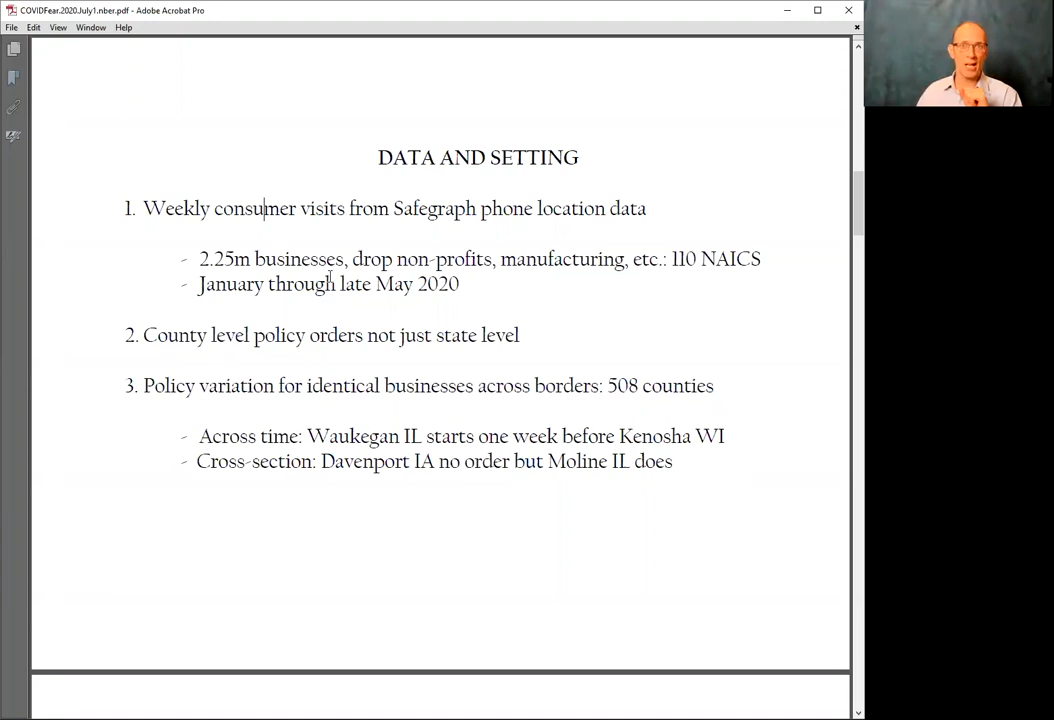 COVIDFear.2020.July1.nber.pdf - Adobe Acrobat Pro
File Edit View Window Help
DATA AND SETTING
1. Weekly consumer visits from Safegraph phone location data
- 2.25m businesses, drop non-profits, manufacturing, etc.: 110 NAICS
- January through late May 2020
2. County level policy orders not just state level
3. Policy variation for identical businesses across borders: 508 counties
- Across time: Waukegan IL starts one week before Kenosha WI
- Cross-section: Davenport IA no order but Moline IL does